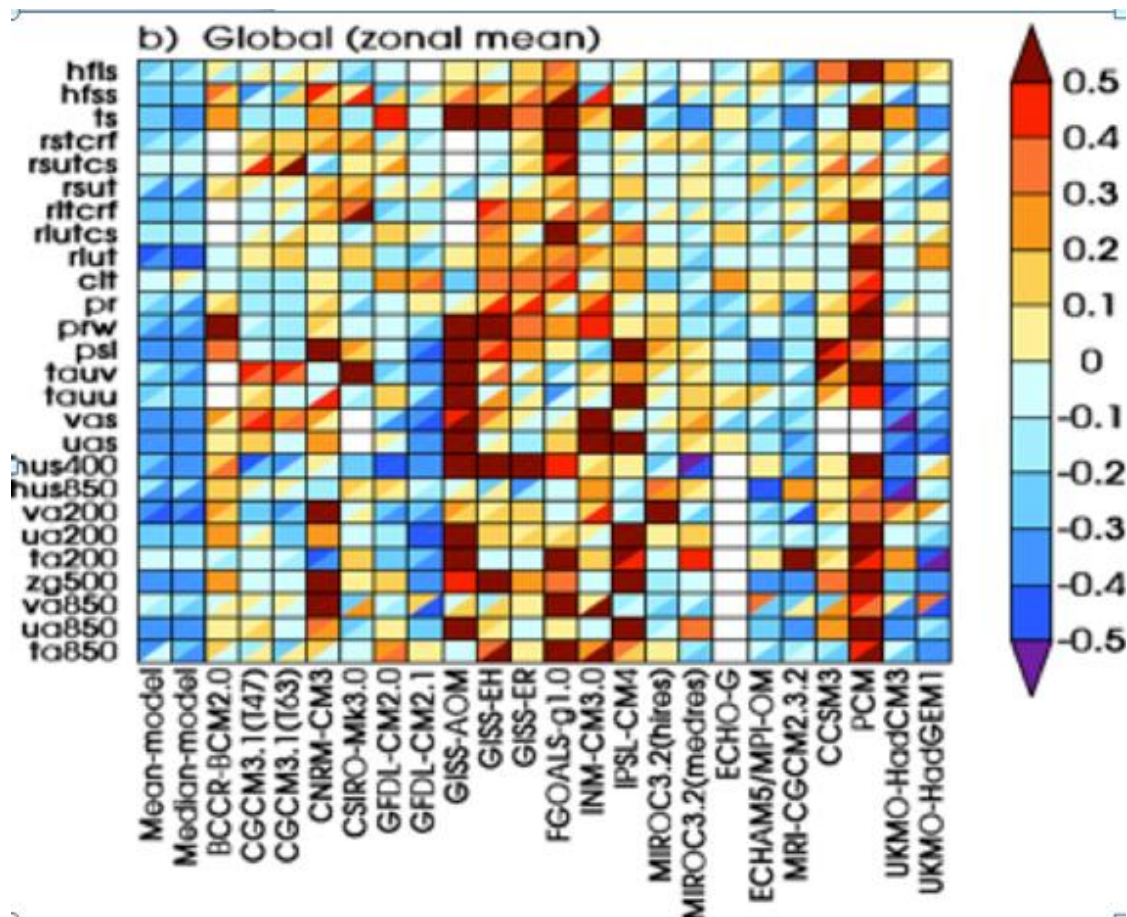 b) Global (zonal mean)
hfls
hfss
ts
rstcrf
rsutcs
rsut
rltcrf
rlutcs
rlut
clt
pr
prw
psl
tauv
tauu
vas
uas
hus400
hus850
va200
ua200
ta200
zg500
va850
ua850
ta850
Mean-model
Median-model
BCCR-BCM2.0
CGCM3.1(T47)
CGCM3.1(T63)
CNRM-CM3
CSIRO-Mk3.0
GFDL-CM2.0
GFDL-CM2.1
GISS-AOM
GISS-EH
GISS-ER
FGOALS-g1.0
INM-CM3.0
IPSL-CM4
MIROC3.2(hires)
MIROC3.2(medres)
ECHO-G
ECHAM5/MPI-OM
MRI-CGCM2.3.2
CCSM3
PCM
UKMO-HadCM3
UKMO-HadGEM1
0.5
0.4
0.3
0.2
0.1
0
-0.1
-0.2
-0.3
-0.4
-0.5